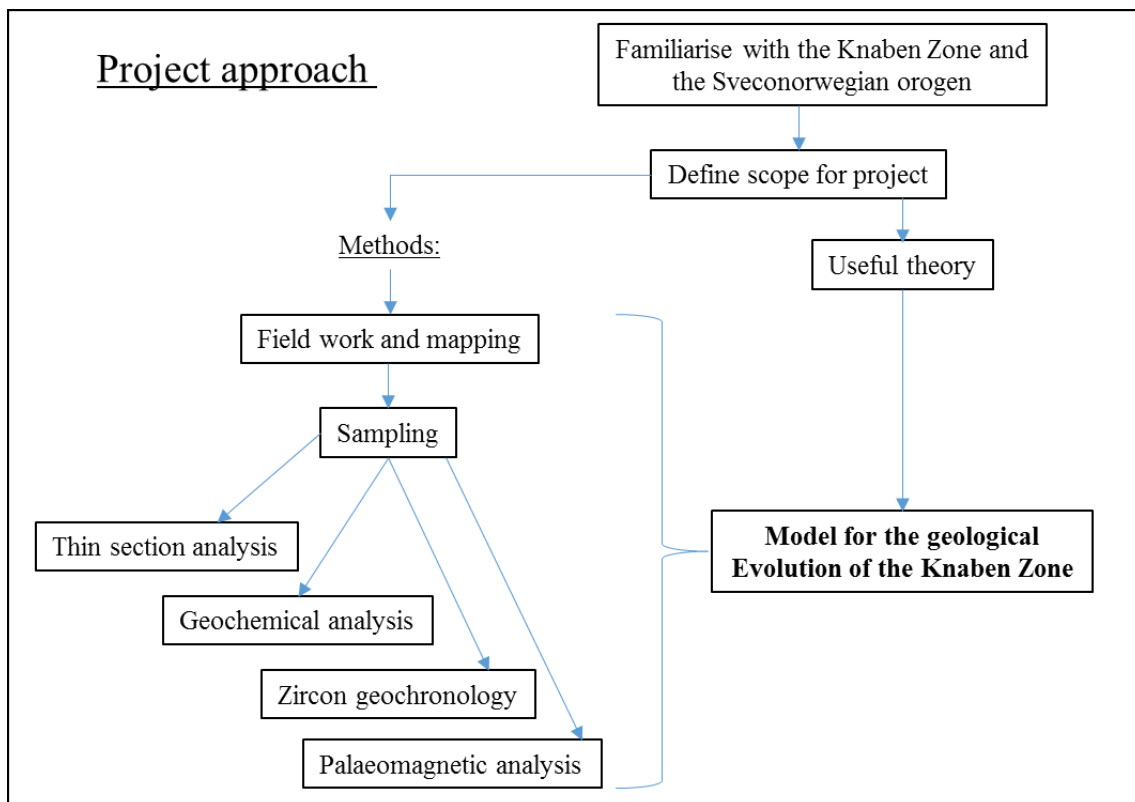 Project approach
Familiarise with the Knaben Zone and
the Sveconorwegian orogen
Define scope for project
Methods:
Useful theory
Field work and mapping
Sampling
Thin section analysis
Geochemical analysis
Zircon geochronology
Palaeomagnetic analysis
Model for the geological
Evolution of the Knaben Zone